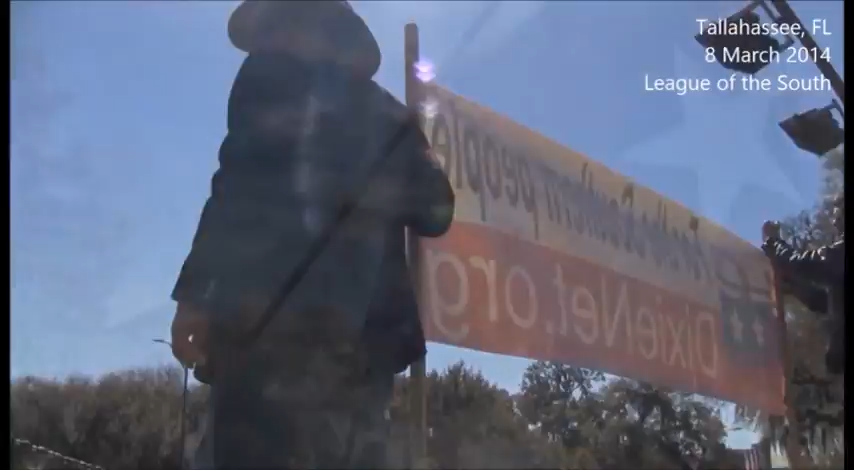 Tallahassee, FL
8 March 2014
League of the South
Southern people
DixieNet.org